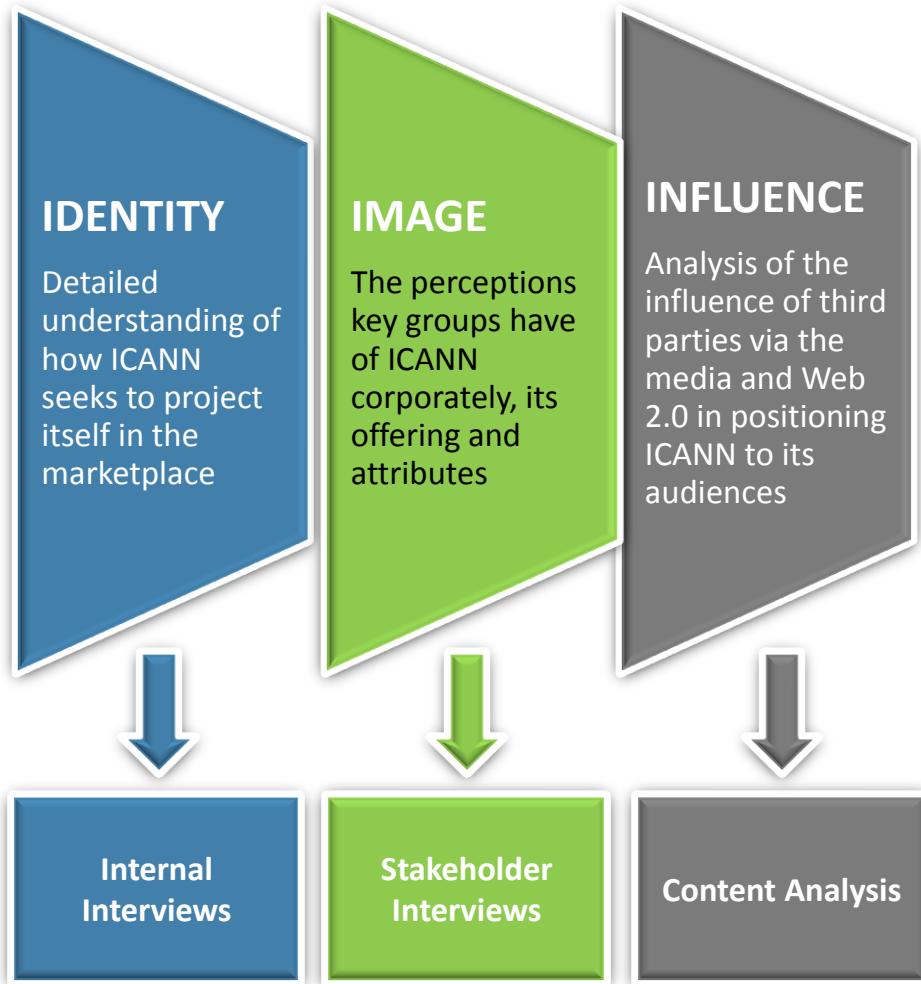 IDENTITY
Detailed
understanding of
how ICANN
seeks to project
itself in the
marketplace
IMAGE
The perceptions
key groups have
of ICANN
corporately, its
offering and
attributes
INFLUENCE
Analysis of the
influence of third
parties via the
media and Web
2.0 in positioning
ICANN to its
audiences
Internal
Interviews
Stakeholder
Interviews
Content Analysis